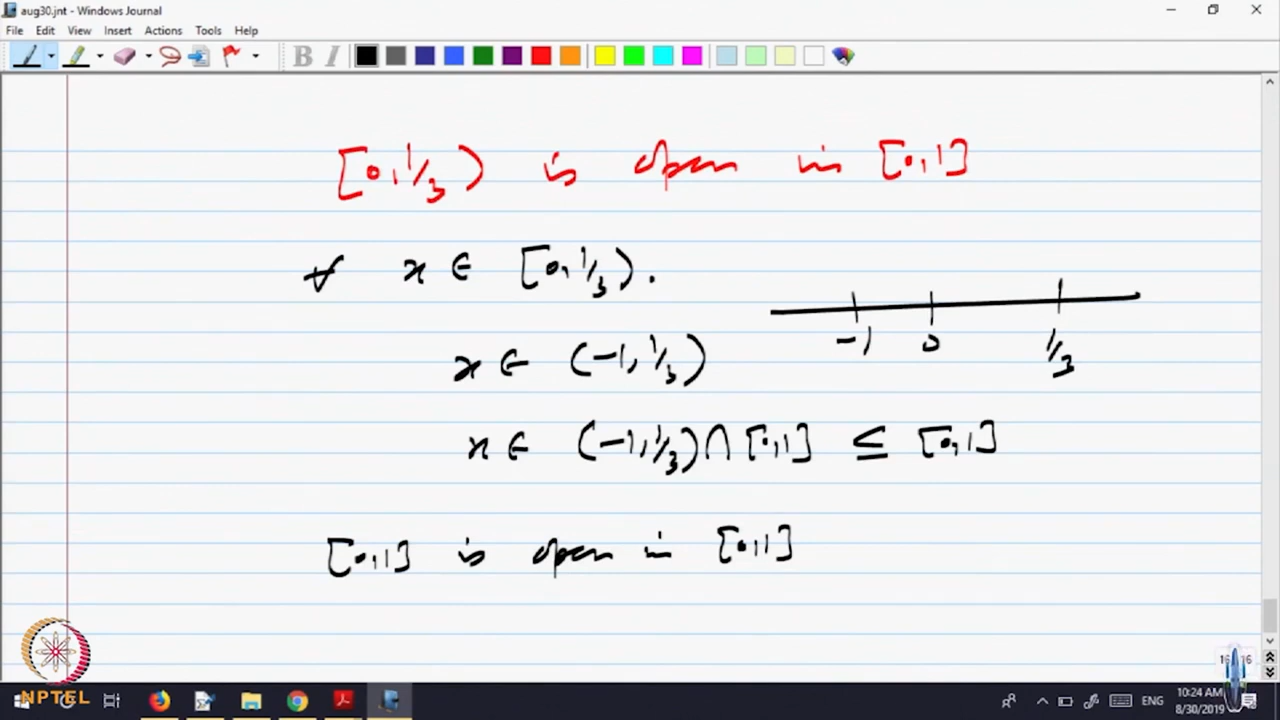 aug30.jnt - Windows Journal
File Edit View Insert Actions Tools Help
B I
[0,1/3) is open in [0,1]
∀ x ∈ [0,1/3).
-1 0 1/3
x ∈ (-1,1/3)
x ∈ (-1,1/3)∩[0,1] ⊆ [0,1]
[0,1] is open in [0,1]
NPTEL
ENG
10:24 AM
8/30/2019